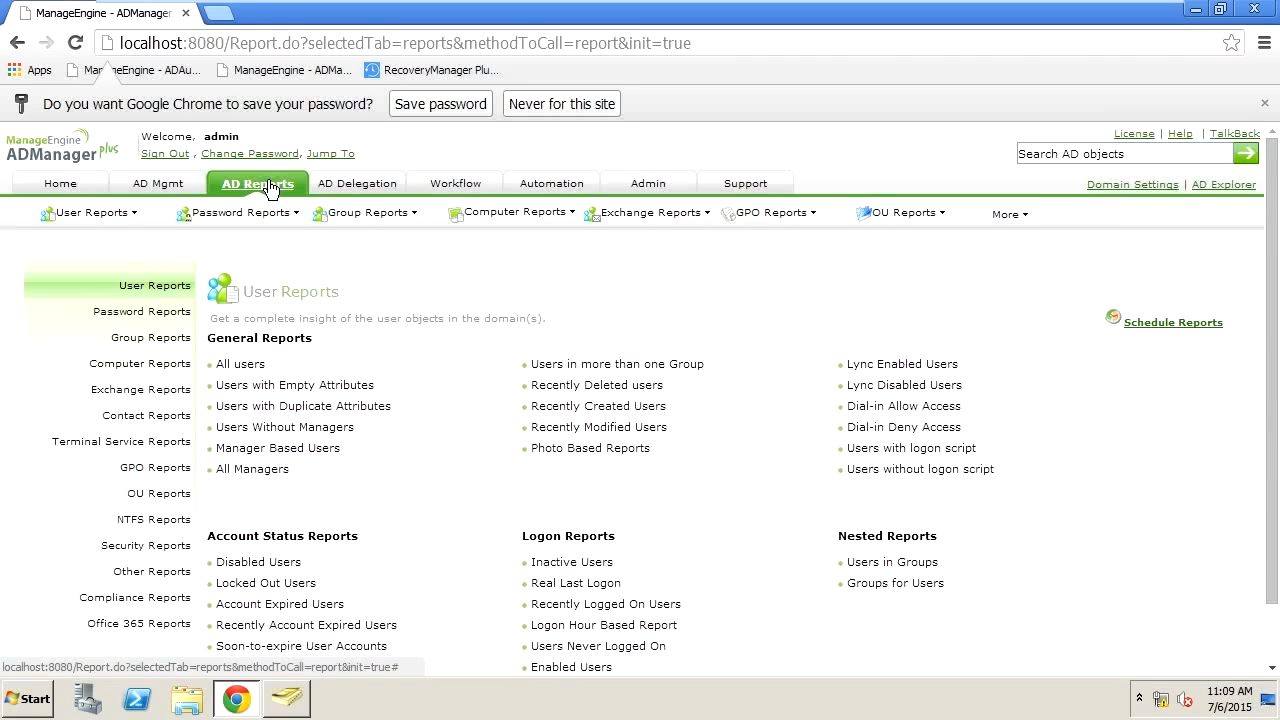 ManageEngine - ADManager
localhost:8080/Report.do?selectedTab=reports&methodToCall=report&init=true
Apps ManageEngine - ADAu... ManageEngine - ADMa... RecoveryManager Plu...
Do you want Google Chrome to save your password? Save password Never for this site
ManageEngine
ADManager plus
Welcome, admin
License | Help | TalkBack
Sign Out , Change Password, Jump To
Search AD objects
Home AD Mgmt AD Reports AD Delegation Workflow Automation Admin Support
Domain Settings | AD Explorer
User Reports Password Reports Group Reports Computer Reports Exchange Reports GPO Reports OU Reports More
User Reports
Password Reports
Group Reports
Computer Reports
Exchange Reports
Contact Reports
Terminal Service Reports
GPO Reports
OU Reports
NTFS Reports
Security Reports
Other Reports
Compliance Reports
Office 365 Reports
User Reports
Get a complete insight of the user objects in the domain(s).
Schedule Reports
General Reports
All users
Users with Empty Attributes
Users with Duplicate Attributes
Users Without Managers
Manager Based Users
All Managers
Users in more than one Group
Recently Deleted users
Recently Created Users
Recently Modified Users
Photo Based Reports
Lync Enabled Users
Lync Disabled Users
Dial-in Allow Access
Dial-in Deny Access
Users with logon script
Users without logon script
Account Status Reports
Disabled Users
Locked Out Users
Account Expired Users
Recently Account Expired Users
Soon-to-expire User Accounts
Logon Reports
Inactive Users
Real Last Logon
Recently Logged On Users
Logon Hour Based Report
Users Never Logged On
Enabled Users
Nested Reports
Users in Groups
Groups for Users
localhost:8080/Report.do?selectedTab=reports&methodToCall=report&init=true#
Start
11:09 AM
7/6/2015